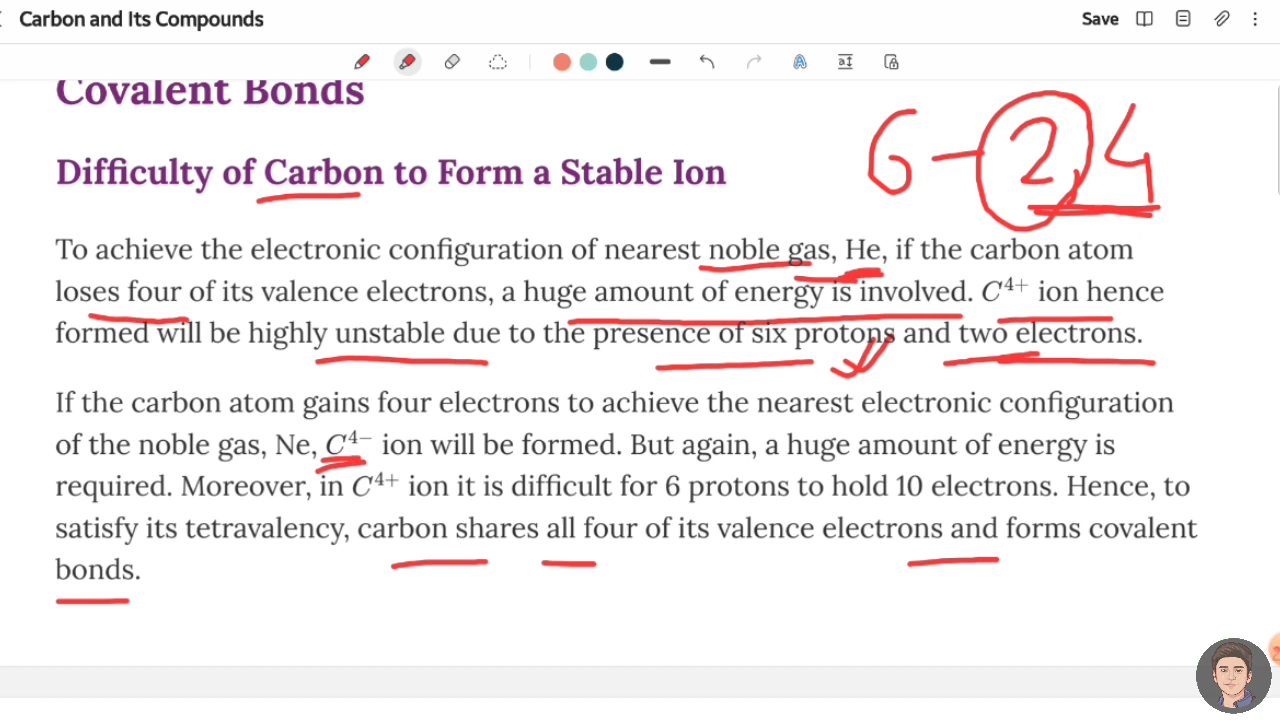 Carbon and Its Compounds
Save
Covalent Bonds
6 - 2, 4
Difficulty of Carbon to Form a Stable Ion
To achieve the electronic configuration of nearest noble gas, He, if the carbon atom
loses four of its valence electrons, a huge amount of energy is involved. C⁴⁺ ion hence
formed will be highly unstable due to the presence of six protons and two electrons.
If the carbon atom gains four electrons to achieve the nearest electronic configuration
of the noble gas, Ne, C⁴⁻ ion will be formed. But again, a huge amount of energy is
required. Moreover, in C⁴⁺ ion it is difficult for 6 protons to hold 10 electrons. Hence, to
satisfy its tetravalency, carbon shares all four of its valence electrons and forms covalent
bonds.